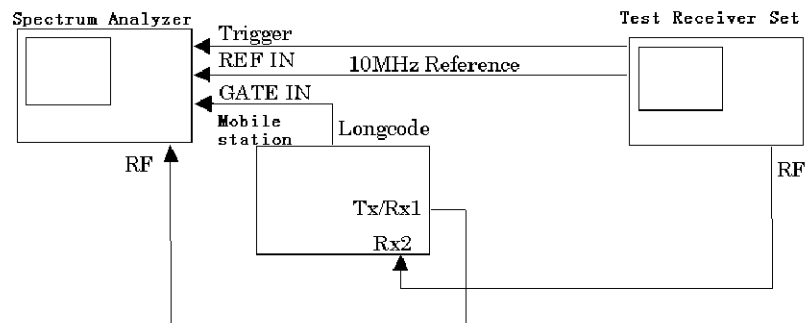 Spectrum Analyzer
Test Receiver Set
Trigger
REF IN
10MHz Reference
GATE IN
Mobile
station
Longcode
RF
RF
Tx/Rx1
Rx2